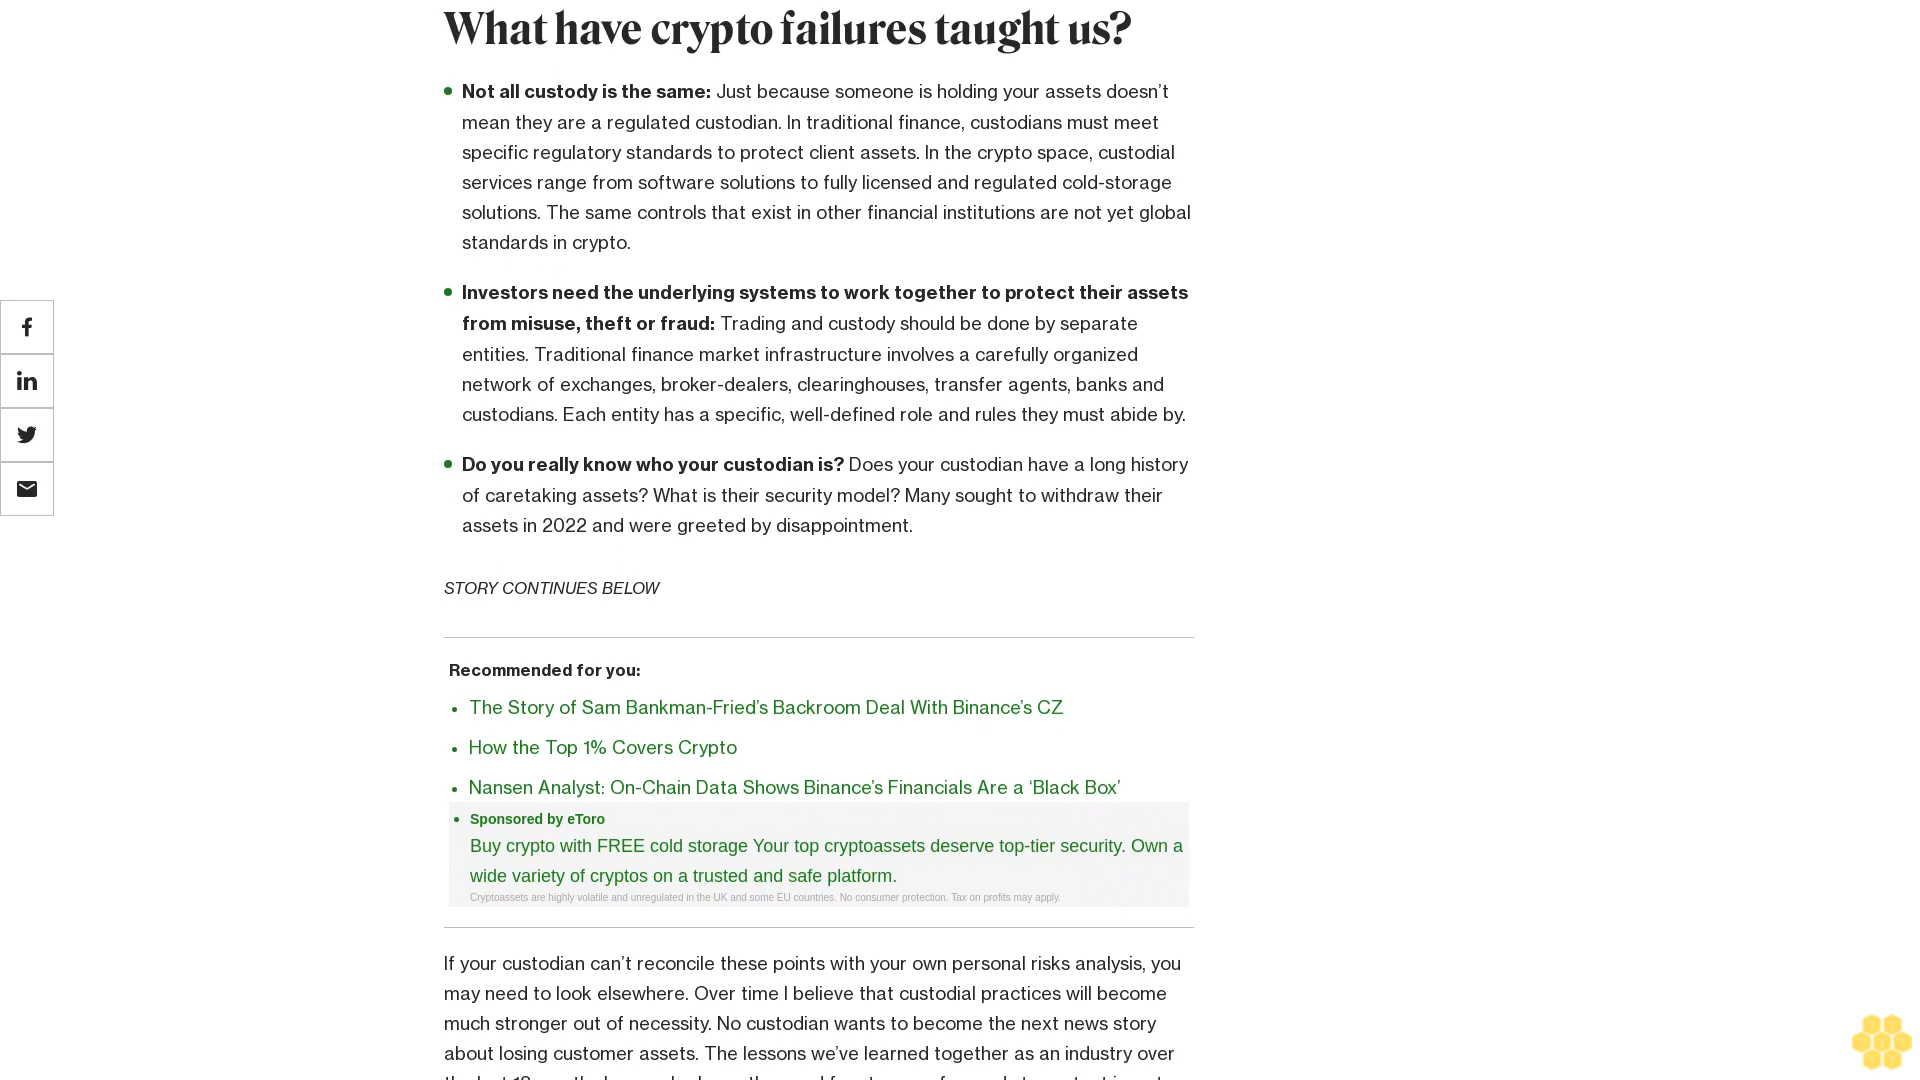 What have crypto failures taught us?
Not all custody is the same: Just because someone is holding your assets doesn’t
mean they are a regulated custodian. In traditional finance, custodians must meet
specific regulatory standards to protect client assets. In the crypto space, custodial
services range from software solutions to fully licensed and regulated cold-storage
solutions. The same controls that exist in other financial institutions are not yet global
standards in crypto.
Investors need the underlying systems to work together to protect their assets
from misuse, theft or fraud: Trading and custody should be done by separate
entities. Traditional finance market infrastructure involves a carefully organized
network of exchanges, broker-dealers, clearinghouses, transfer agents, banks and
custodians. Each entity has a specific, well-defined role and rules they must abide by.
Do you really know who your custodian is? Does your custodian have a long history
of caretaking assets? What is their security model? Many sought to withdraw their
assets in 2022 and were greeted by disappointment.
STORY CONTINUES BELOW
Recommended for you:
The Story of Sam Bankman-Fried’s Backroom Deal With Binance’s CZ
How the Top 1% Covers Crypto
Nansen Analyst: On-Chain Data Shows Binance’s Financials Are a ‘Black Box’
Sponsored by eToro
Buy crypto with FREE cold storage Your top cryptoassets deserve top-tier security. Own a
wide variety of cryptos on a trusted and safe platform.
Cryptoassets are highly volatile and unregulated in the UK and some EU countries. No consumer protection. Tax on profits may apply.
If your custodian can’t reconcile these points with your own personal risks analysis, you
may need to look elsewhere. Over time I believe that custodial practices will become
much stronger out of necessity. No custodian wants to become the next news story
about losing customer assets. The lessons we’ve learned together as an industry over